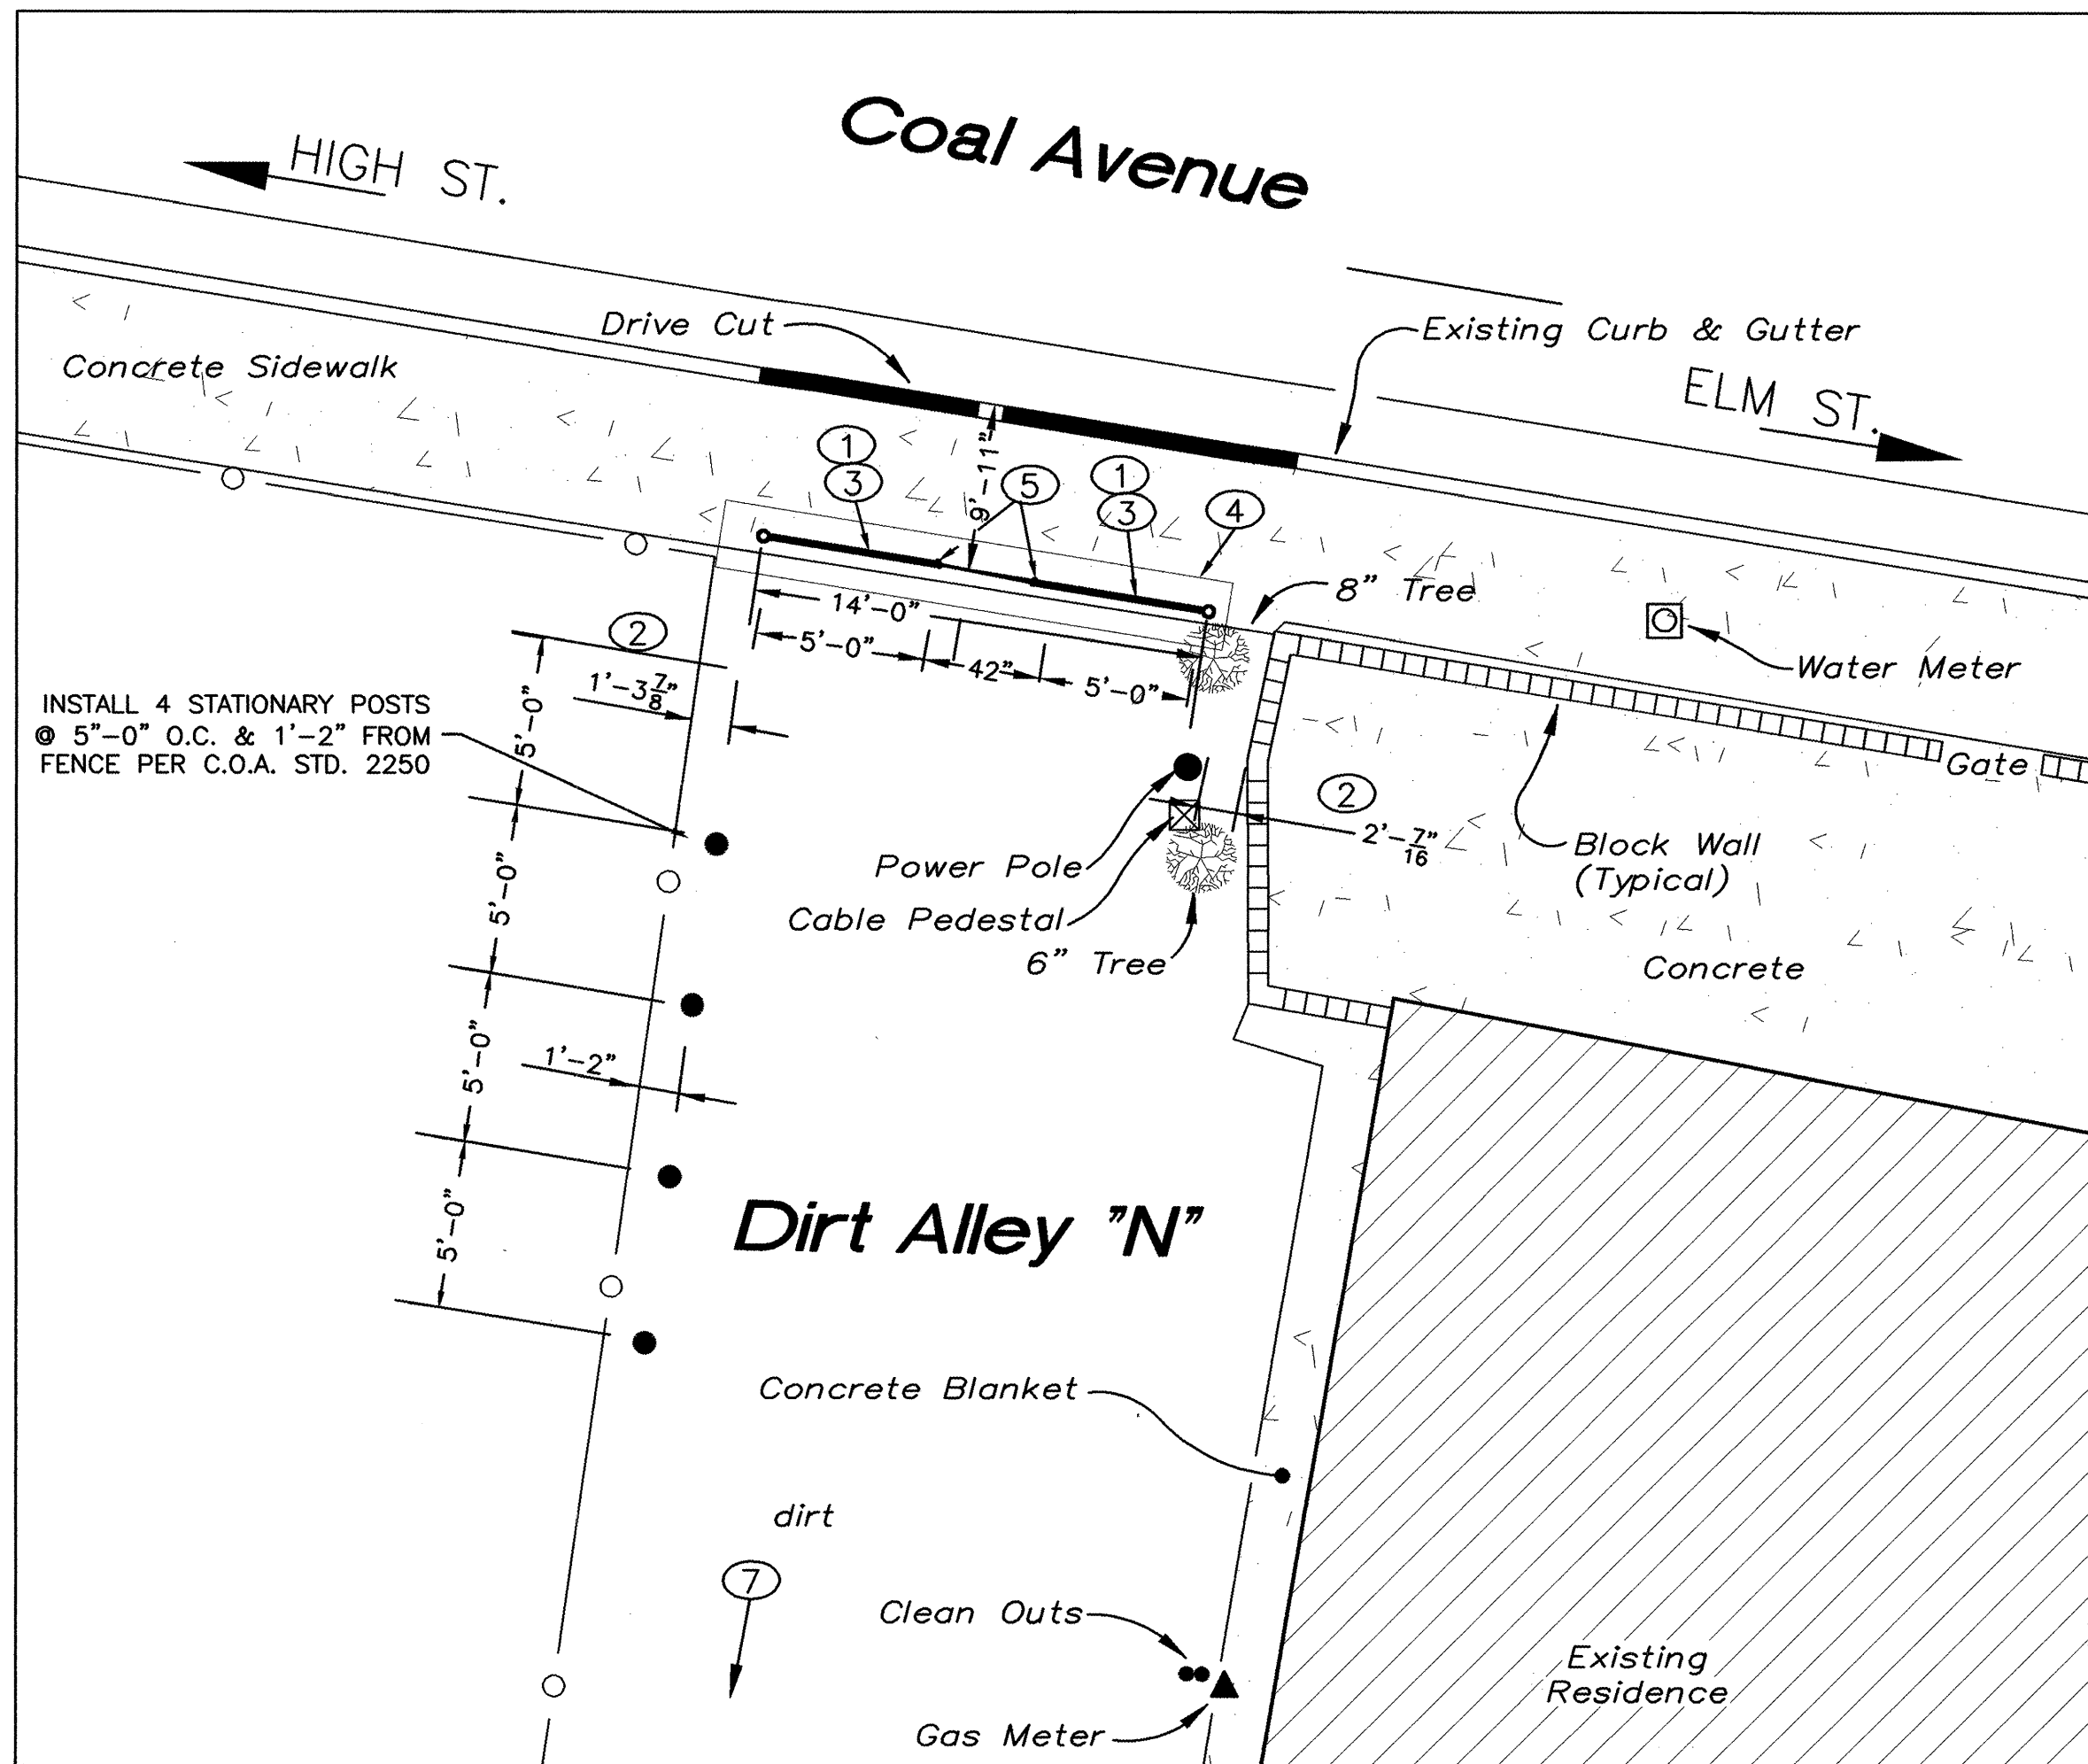 Coal Avenue
HIGH ST.
Drive Cut
Existing Curb & Gutter
Concrete Sidewalk
ELM ST.
1
3
9'-11"
5
1
3
4
8" Tree
14'-0"
5'-0"
42"
5'-0"
2
1'-3 7/8"
Water Meter
INSTALL 4 STATIONARY POSTS
@ 5"-0" O.C. & 1'-2" FROM
FENCE PER C.O.A. STD. 2250
5'-0"
Gate
2
2'-7/16"
Block Wall
(Typical)
Power Pole
Cable Pedestal
6" Tree
5'-0"
Concrete
5'-0"
1'-2"
5'-0"
Dirt Alley "N"
Concrete Blanket
dirt
7
Clean Outs
Gas Meter
Existing
Residence